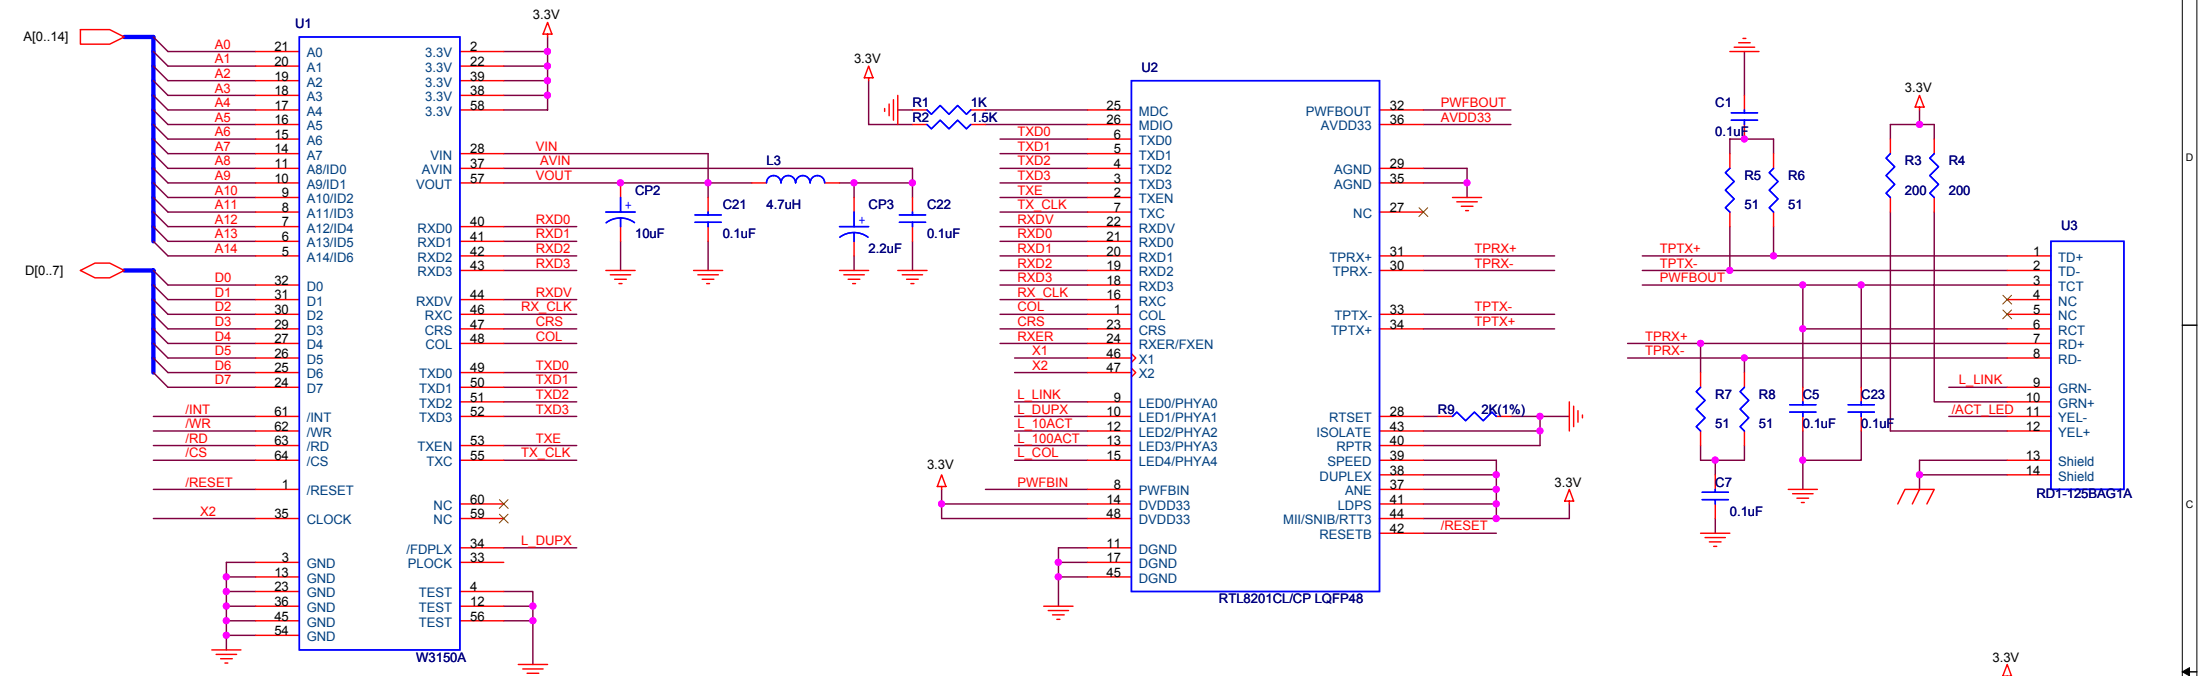 U1
A[0..14]
3.3V
A0 21 A0 3.3V 2
A1 20 A1 3.3V 22
A2 19 A2 3.3V 39
A3 18 A3 3.3V 38
A4 17 A4 3.3V 58
A5 16 A5
A6 15 A6
A7 14 A7 VIN 28 VIN
A8 11 A8/ID0 AVIN 37 AVIN
A9 10 A9/ID1 VOUT 57 VOUT
A10 9 A10/ID2
A11 8 A11/ID3
A12 7 A12/ID4 RXD0 40 RXD0
A13 6 A13/ID5 RXD1 41 RXD1
A14 5 A14/ID6 RXD2 42 RXD2
RXD3 43 RXD3
D[0..7]
D0 32 D0
D1 31 D1 RXDV 44 RXDV
D2 30 D2 RXC 46 RX_CLK
D3 29 D3 CRS 47 CRS
D4 27 D4 COL 48 COL
D5 26 D5
D6 25 D6 TXD0 49 TXD0
D7 24 D7 TXD1 50 TXD1
TXD2 51 TXD2
/INT 61 /INT TXD3 52 TXD3
/WR 62 /WR
/RD 63 /RD TXEN 53 TXE
/CS 64 /CS TXC 55 TX_CLK
/RESET 1 /RESET
NC 60
X2 35 CLOCK NC 59
/FDPLX 34 L_DUPX
3 GND PLOCK 33
13 GND
23 GND TEST 4
36 GND TEST 12
45 GND TEST 56
54 GND
W3150A
L3
4.7uH
CP2
10uF
C21
0.1uF
CP3
2.2uF
C22
0.1uF
U2
3.3V
R1 1K
R2 1.5K
25 MDC PWFBOUT 32 PWFBOUT
26 MDIO AVDD33 36 AVDD33
TXD0 6 TXD0
TXD1 5 TXD1
TXD2 4 TXD2 AGND 29
TXD3 3 TXD3 AGND 35
TXE 2 TXEN
TX_CLK 7 TXC NC 27
RXDV 22 RXDV
RXD0 21 RXD0
RXD1 20 RXD1 TPRX+ 31 TPRX+
RXD2 19 RXD2 TPRX- 30 TPRX-
RXD3 18 RXD3
RX_CLK 16 RXC
COL 1 COL TPTX- 33 TPTX-
CRS 23 CRS TPTX+ 34 TPTX+
RXER 24 RXER/FXEN
X1 46 X1
X2 47 X2
L_LINK 9 LED0/PHYA0
L_DUPX 10 LED1/PHYA1 RTSET 28 R9 2K(1%)
L_10ACT 12 LED2/PHYA2 ISOLATE 43
L_100ACT 13 LED3/PHYA3 RPTR 40
L_COL 15 LED4/PHYA4 SPEED 39
DUPLEX 38
3.3V
PWFBIN 8 PWFBIN ANE 37
14 DVDD33 LDPS 41
48 DVDD33 MII/SNIB/RTT3 44
3.3V
RESETB 42 /RESET
11 DGND
17 DGND
45 DGND
RTL8201CL/CP LQFP48
C1
0.1uF
R5
51
R6
51
3.3V
R3
200
R4
200
U3
TPTX+ 1 TD+
TPTX- 2 TD-
PWFBOUT 3 TCT
4 NC
5 NC
6 RCT
TPRX+ 7 RD+
TPRX- 8 RD-
L_LINK 9 GRN-
10 GRN+
/ACT_LED 11 YEL-
12 YEL+
13 Shield
14 Shield
RD1-125BAG1A
R7
51
R8
51
C5
0.1uF
C23
0.1uF
C7
0.1uF
3.3V
D
C